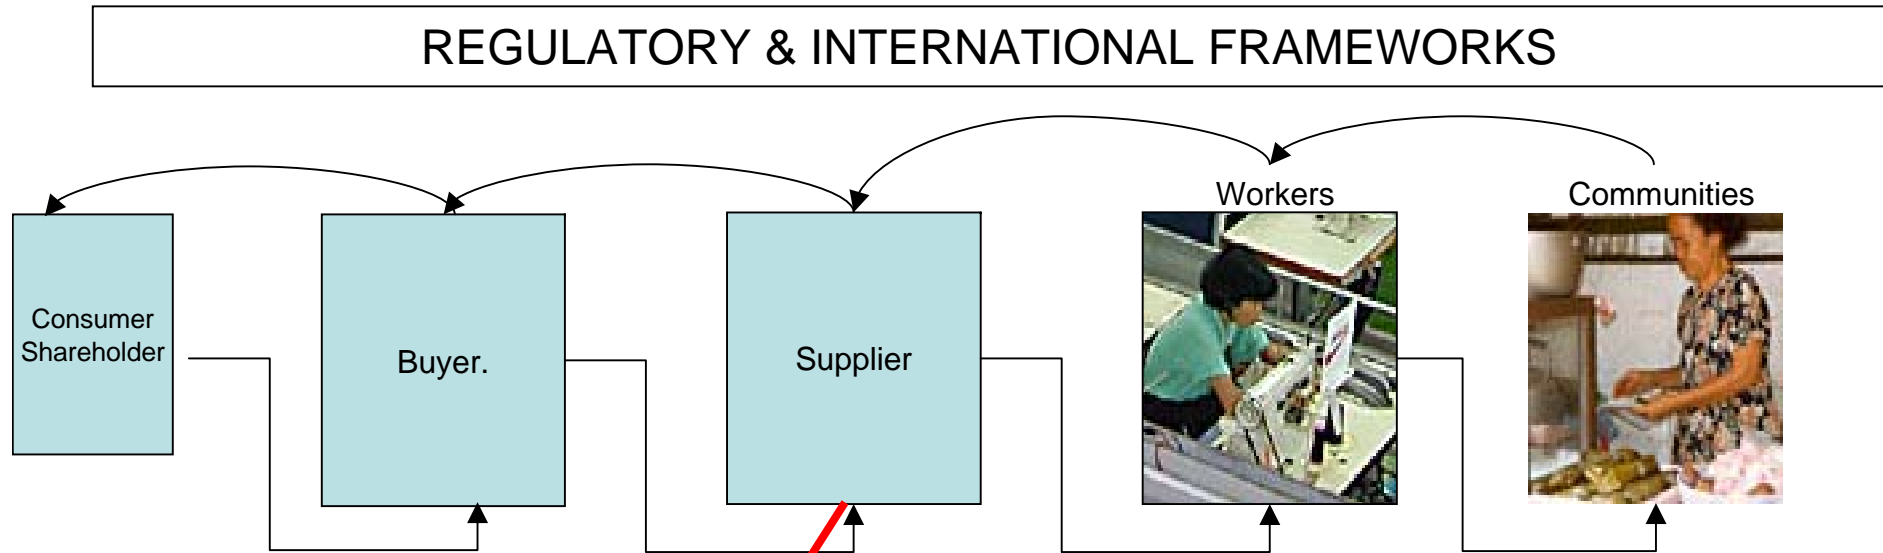 REGULATORY & INTERNATIONAL FRAMEWORKS
Workers
Communities
Consumer
Shareholder
Buyer.
Supplier